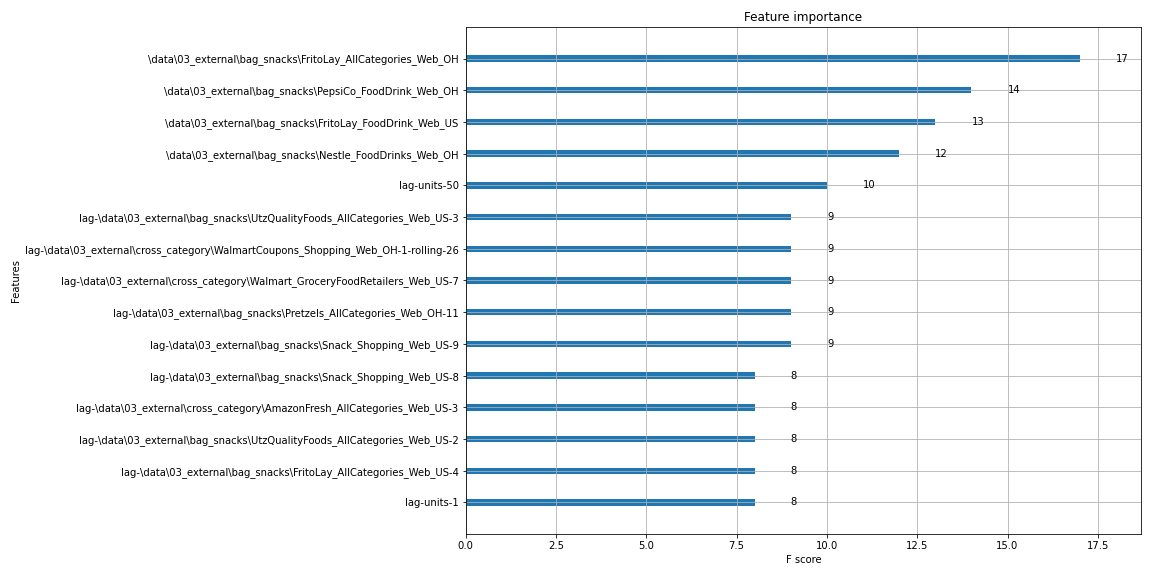 Feature importance
\data\03_external\bag_snacks\FritoLay_AllCategories_Web_OH
17
\data\03_external\bag_snacks\PepsiCo_FoodDrink_Web_OH
14
\data\03_external\bag_snacks\FritoLay_FoodDrink_Web_US
13
\data\03_external\bag_snacks\Nestle_FoodDrinks_Web_OH
12
lag-units-50
10
lag-\data\03_external\bag_snacks\UtzQualityFoods_AllCategories_Web_US-3
9
lag-\data\03_external\cross_category\WalmartCoupons_Shopping_Web_OH-1-rolling-26
9
lag-\data\03_external\cross_category\Walmart_GroceryFoodRetailers_Web_US-7
9
lag-\data\03_external\bag_snacks\Pretzels_AllCategories_Web_OH-11
9
lag-\data\03_external\bag_snacks\Snack_Shopping_Web_US-9
9
lag-\data\03_external\bag_snacks\Snack_Shopping_Web_US-8
8
lag-\data\03_external\cross_category\AmazonFresh_AllCategories_Web_US-3
8
lag-\data\03_external\bag_snacks\UtzQualityFoods_AllCategories_Web_US-2
8
lag-\data\03_external\bag_snacks\FritoLay_AllCategories_Web_US-4
8
lag-units-1
8
Features
0.0 2.5 5.0 7.5 10.0 12.5 15.0 17.5
F score